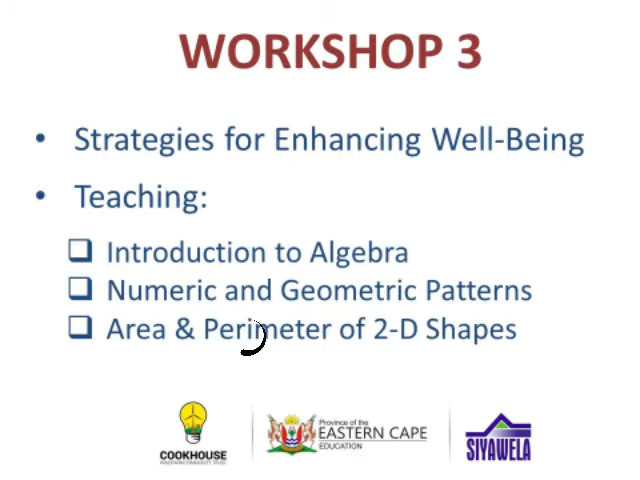 WORKSHOP 3
• Strategies for Enhancing Well-Being
• Teaching:
❑ Introduction to Algebra
❑ Numeric and Geometric Patterns
❑ Area & Perimeter of 2-D Shapes
COOKHOUSE
Province of the
EASTERN CAPE
EDUCATION
SIYAWELA